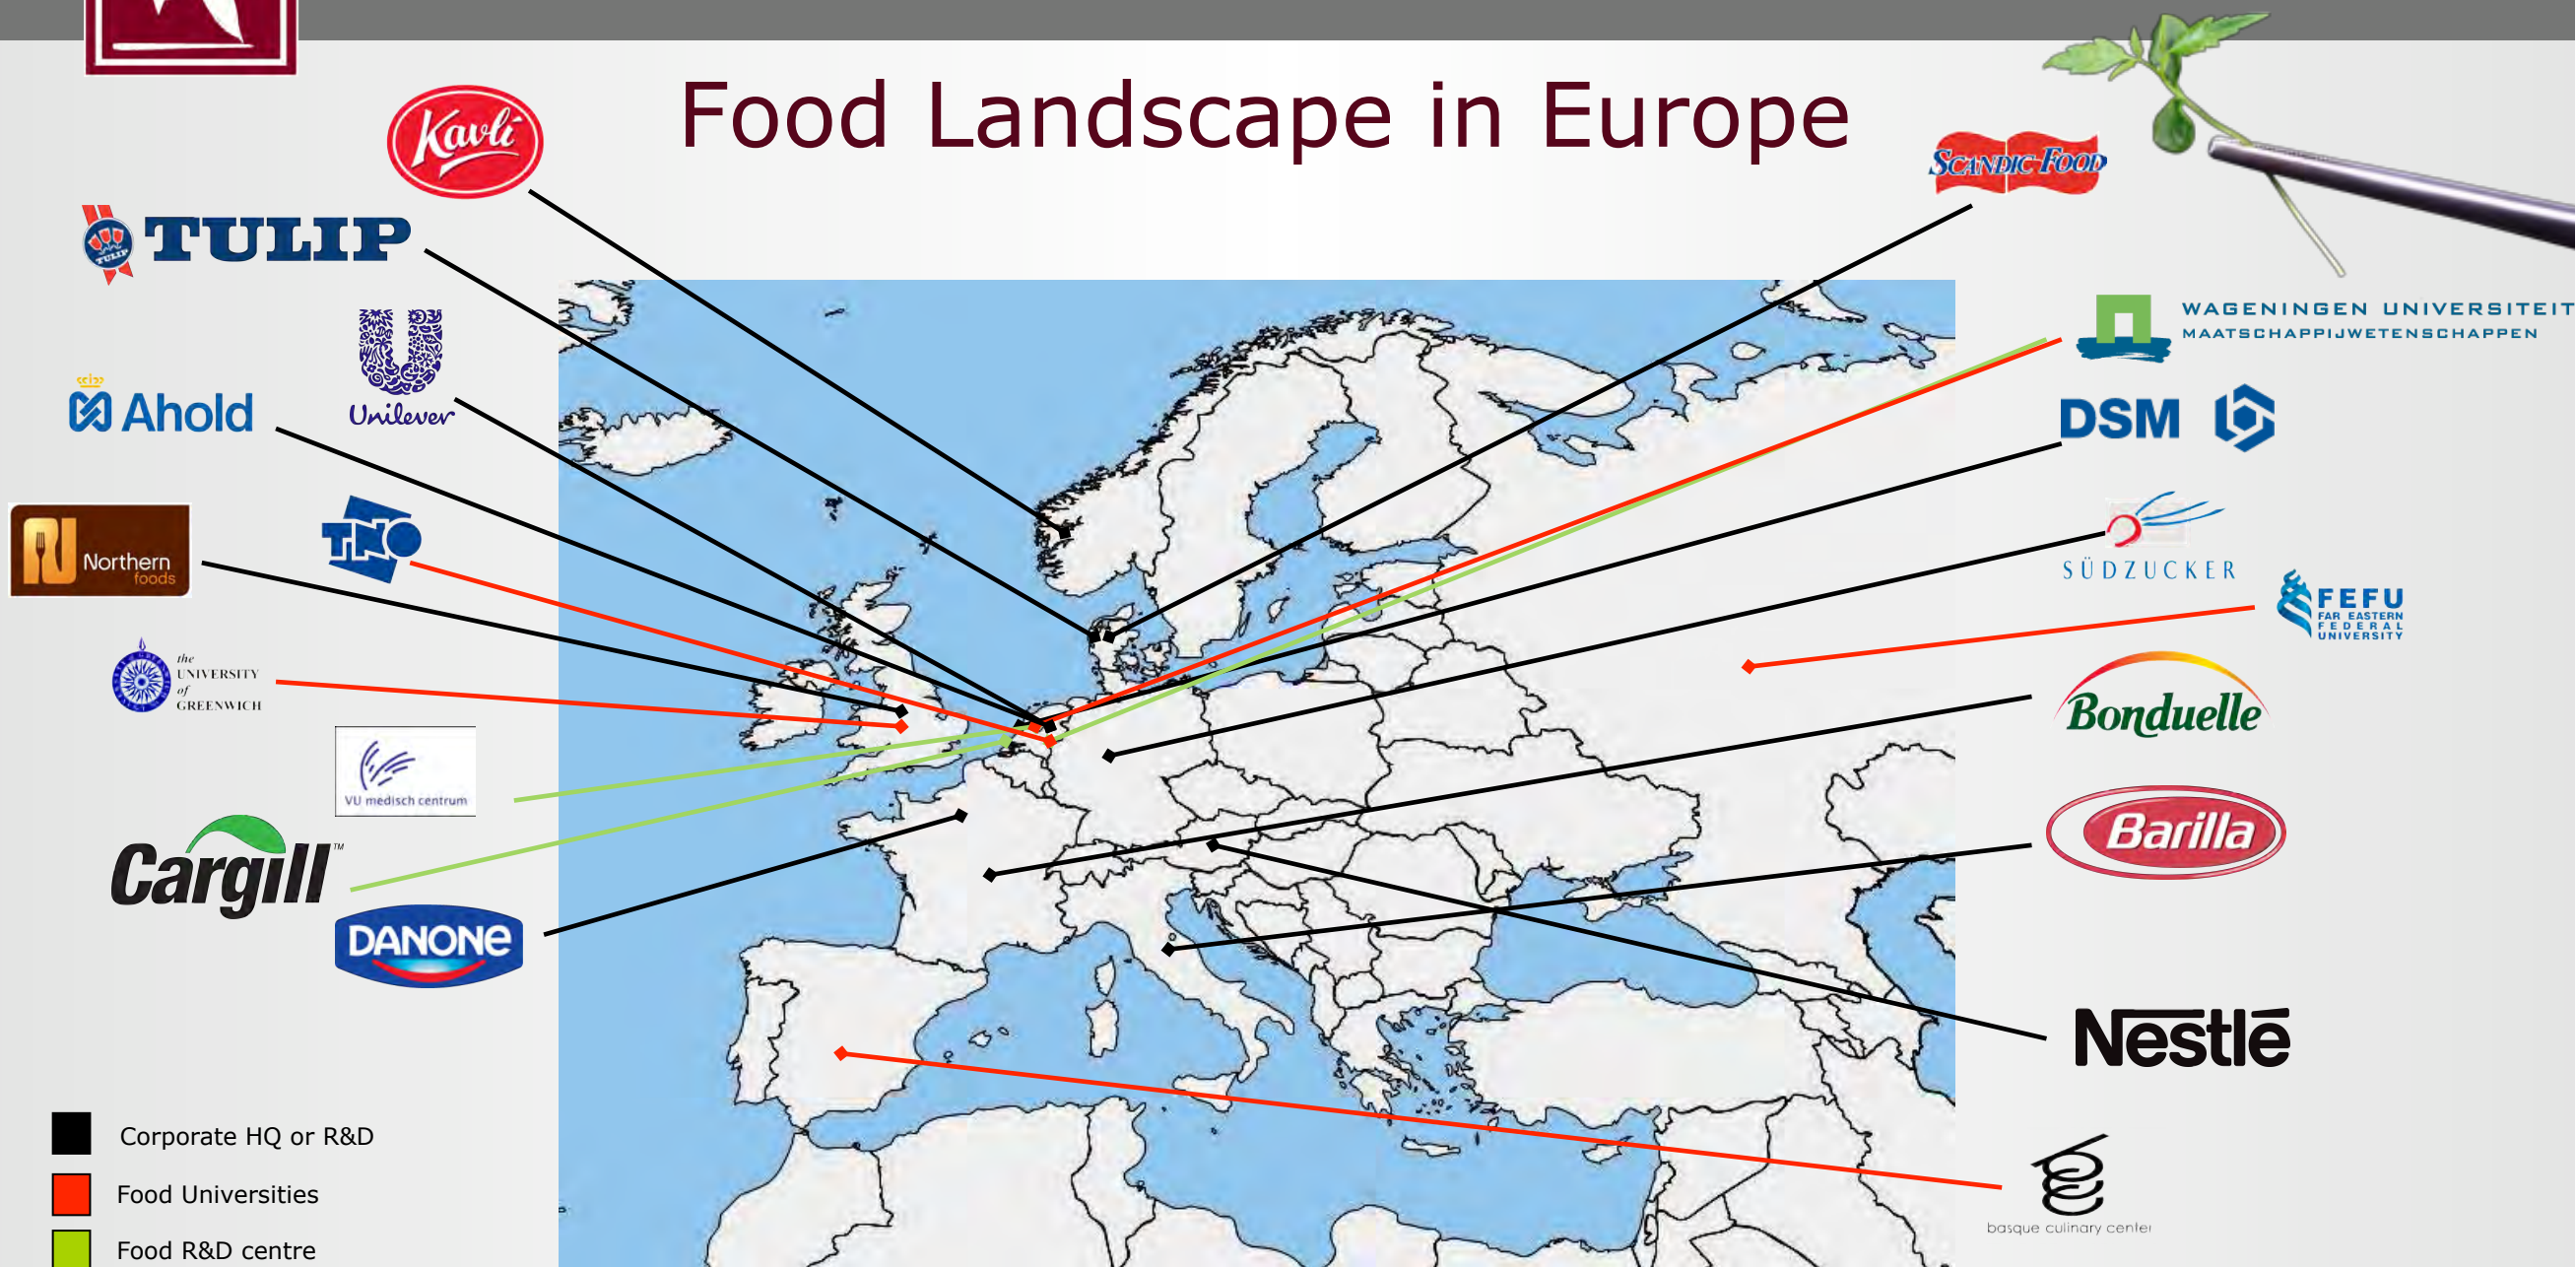 Food Landscape in Europe
Kavli
TULIP
TULIP
Unilever
Ahold
Northern
foods
TNO
the
UNIVERSITY
of
GREENWICH
VU medisch centrum
Cargill™
DANONE
SCANDIC FOOD
WAGENINGEN UNIVERSITEIT
MAATSCHAPPIJWETENSCHAPPEN
DSM
SÜDZUCKER
FEFU
FAR EASTERN
FEDERAL
UNIVERSITY
Bonduelle
Barilla
Nestlé
basque culinary center
Corporate HQ or R&D
Food Universities
Food R&D centre